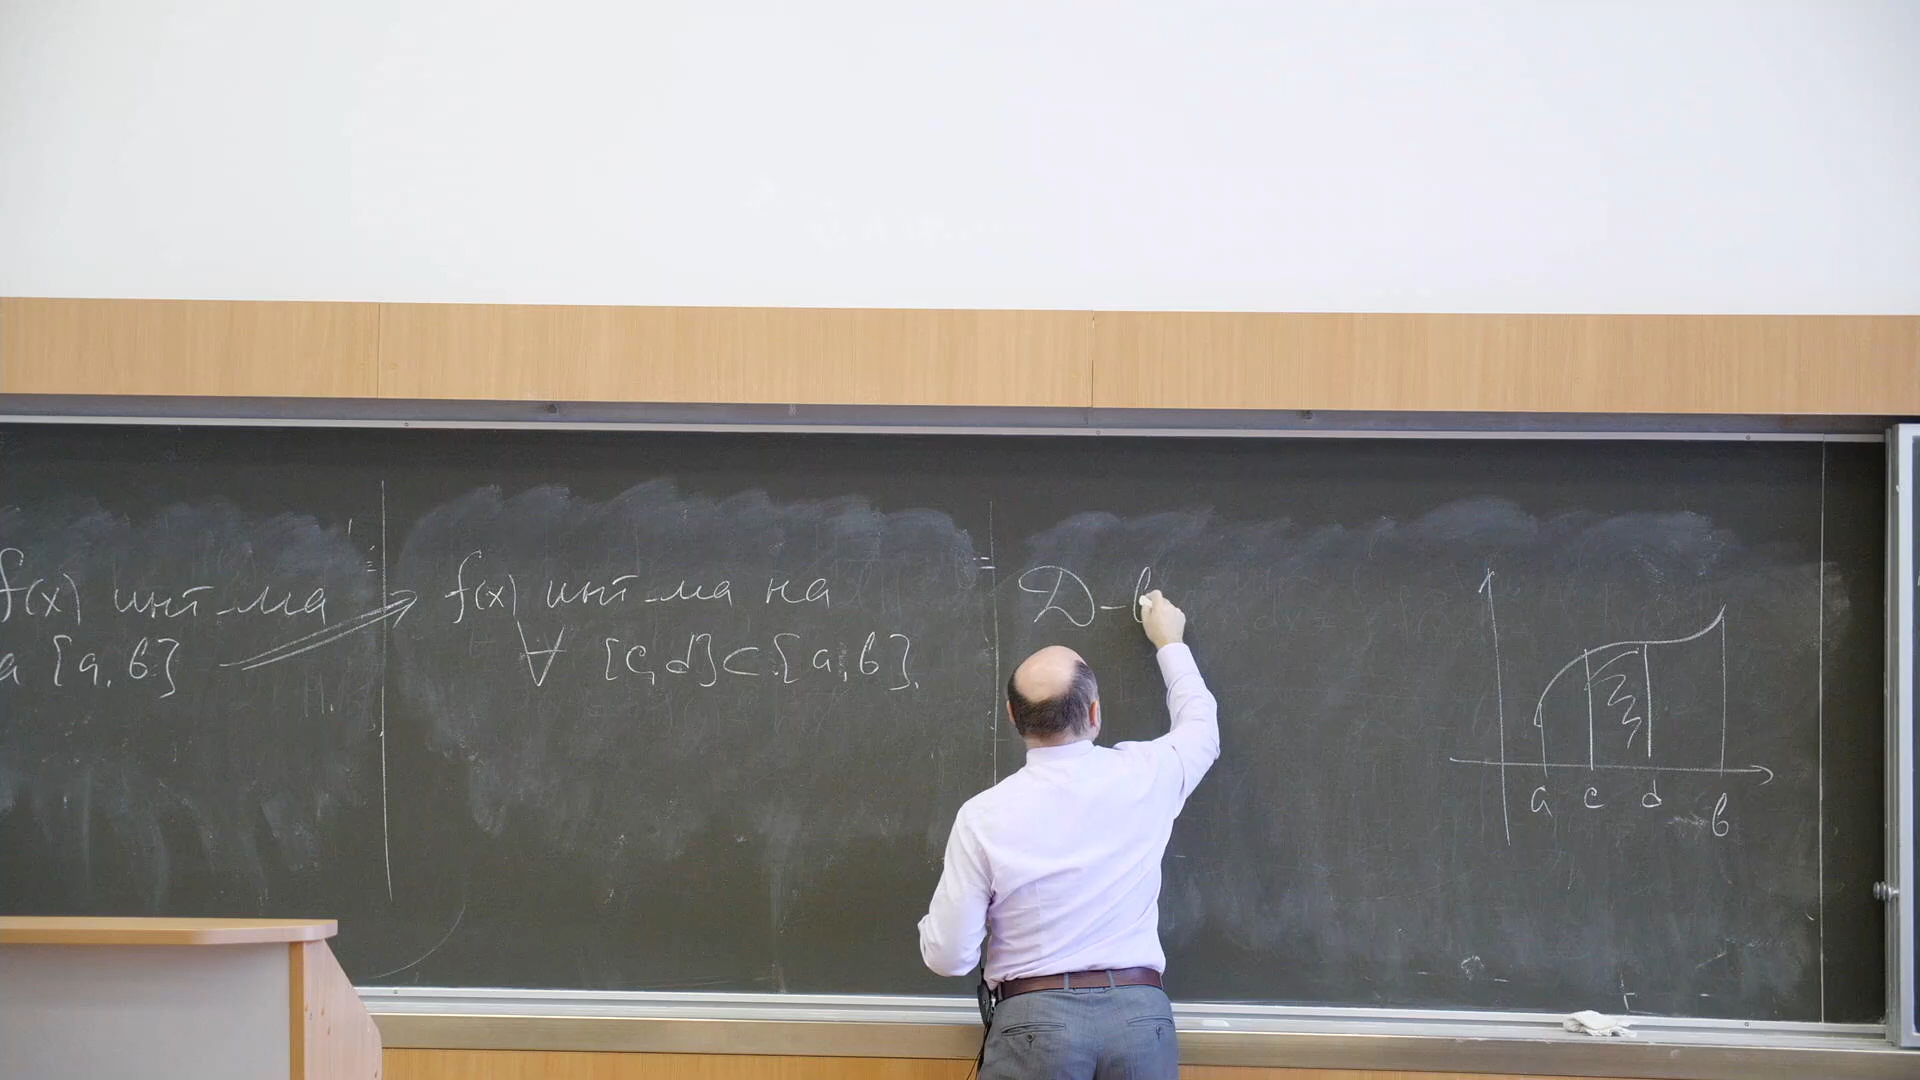 f(x) инт-ма
а [a, b] ⟹ f(x) инт-ма на
∀ [c, d] ⊂ [a, b].
Д-в
a c d b